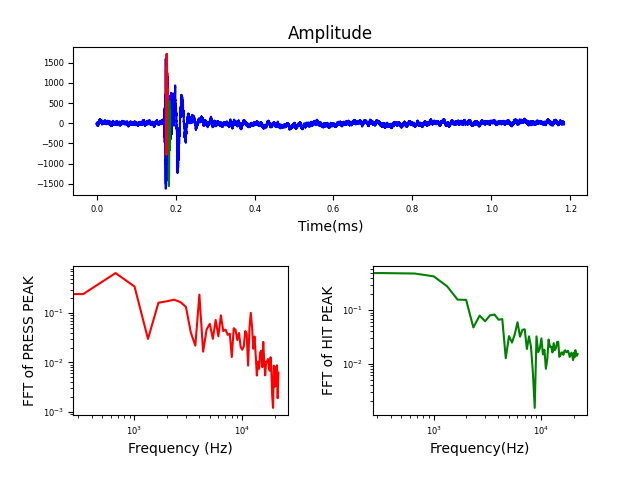 Amplitude
1500
1000
500
0
−500
−1000
−1500
0.0 0.2 0.4 0.6 0.8 1.0 1.2
Time(ms)
FFT of PRESS PEAK
10⁻¹
10⁻²
10⁻³
10³ 10⁴
Frequency (Hz)
FFT of HIT PEAK
10⁻¹
10⁻²
10³ 10⁴
Frequency(Hz)